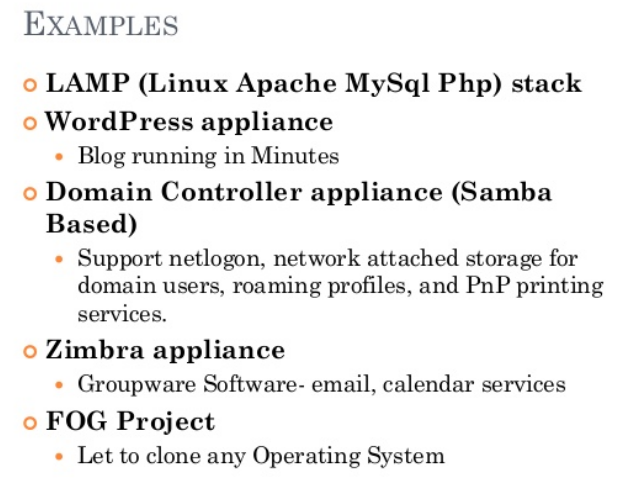 EXAMPLES
LAMP (Linux Apache MySql Php) stack
WordPress appliance
Blog running in Minutes
Domain Controller appliance (Samba
Based)
Support netlogon, network attached storage for
domain users, roaming profiles, and PnP printing
services.
Zimbra appliance
Groupware Software- email, calendar services
FOG Project
Let to clone any Operating System